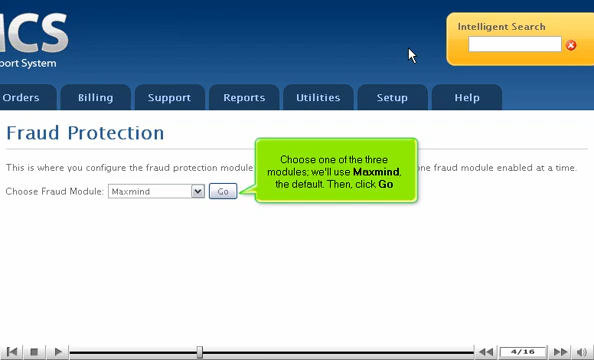 MCS
Intelligent Search
port System
Orders
Billing
Support
Reports
Utilities
Setup
Help
Fraud Protection
This is where you configure the fraud protection module
one fraud module enabled at a time.
Choose Fraud Module:
Maxmind
Go
Choose one of the three
modules; we'll use Maxmind,
the default. Then, click Go
4/16